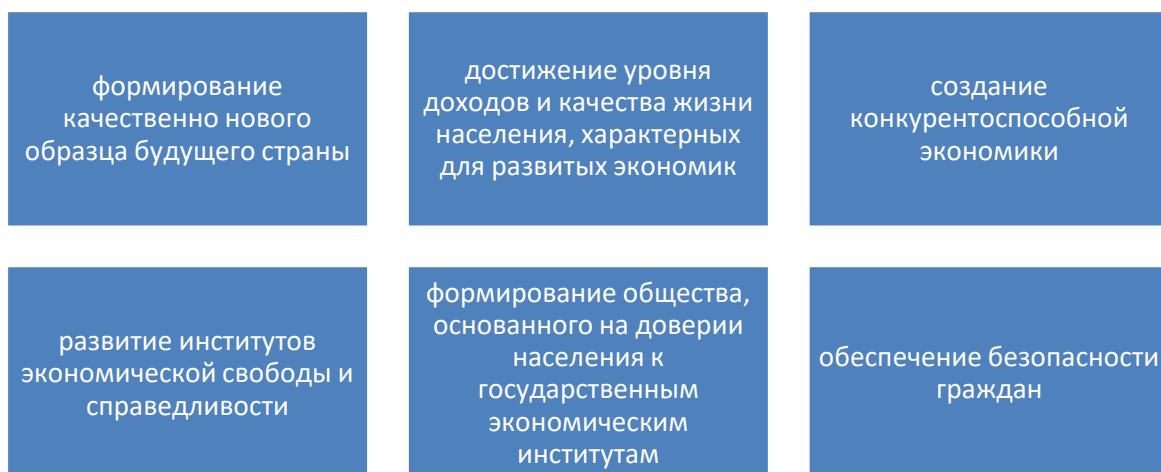 формирование
качественно нового
образца будущего страны
достижение уровня
доходов и качества жизни
населения, характерных
для развитых экономик
создание
конкурентоспособной
экономики
развитие институтов
экономической свободы и
справедливости
формирование общества,
основанного на доверии
населения к
государственным
экономическим
институтам
обеспечение безопасности
граждан